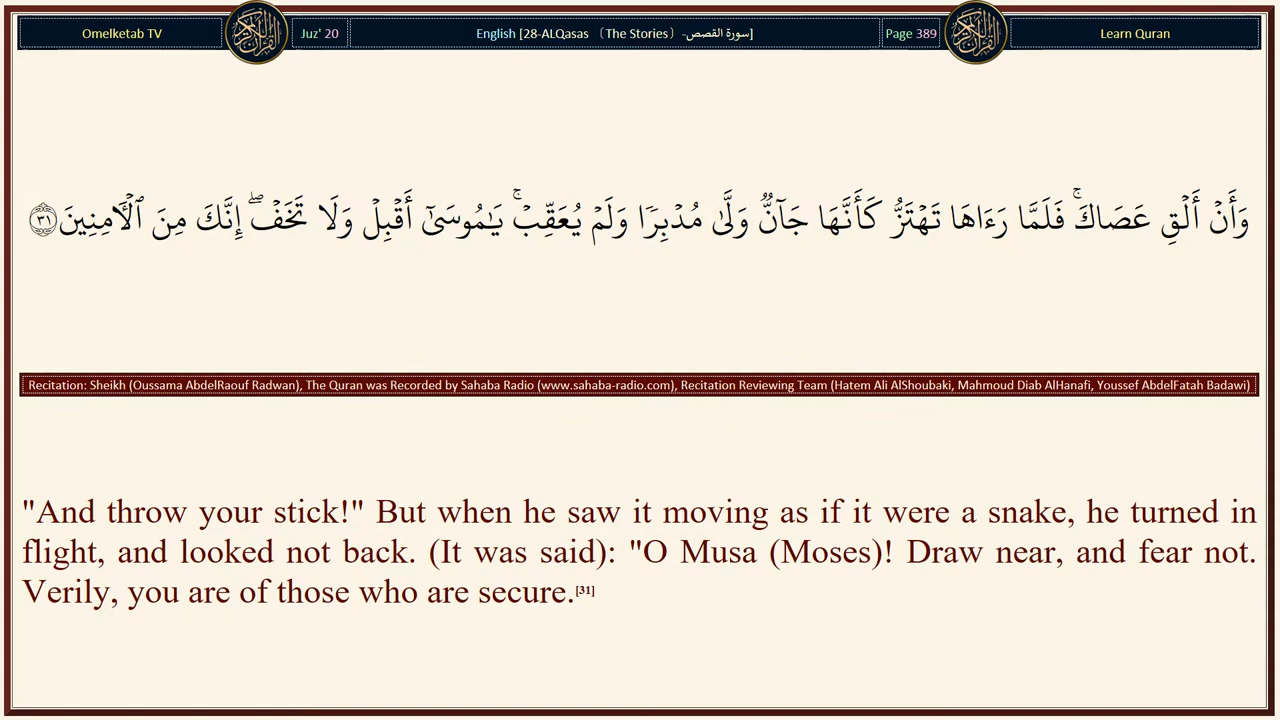 Omelketab TV
Juz' 20
English [28-ALQasas (The Stories) -سورة القصص]
Page 389
Learn Quran
وَأَنۡ أَلۡقِ عَصَاكَۚ فَلَمَّا رَءَاهَا تَهۡتَزُّ كَأَنَّهَا جَآنّٞ وَلَّىٰ مُدۡبِرٗا وَلَمۡ يُعَقِّبۡۚ يَٰمُوسَىٰٓ أَقۡبِلۡ وَلَا تَخَفۡۖ إِنَّكَ مِنَ ٱلۡأٓمِنِينَ ٣١
Recitation: Sheikh (Oussama AbdelRaouf Radwan), The Quran was Recorded by Sahaba Radio (www.sahaba-radio.com), Recitation Reviewing Team (Hatem Ali AlShoubaki, Mahmoud Diab AlHanafi, Youssef AbdelFatah Badawi)
"And throw your stick!" But when he saw it moving as if it were a snake, he turned in
flight, and looked not back. (It was said): "O Musa (Moses)! Draw near, and fear not.
Verily, you are of those who are secure.[31]